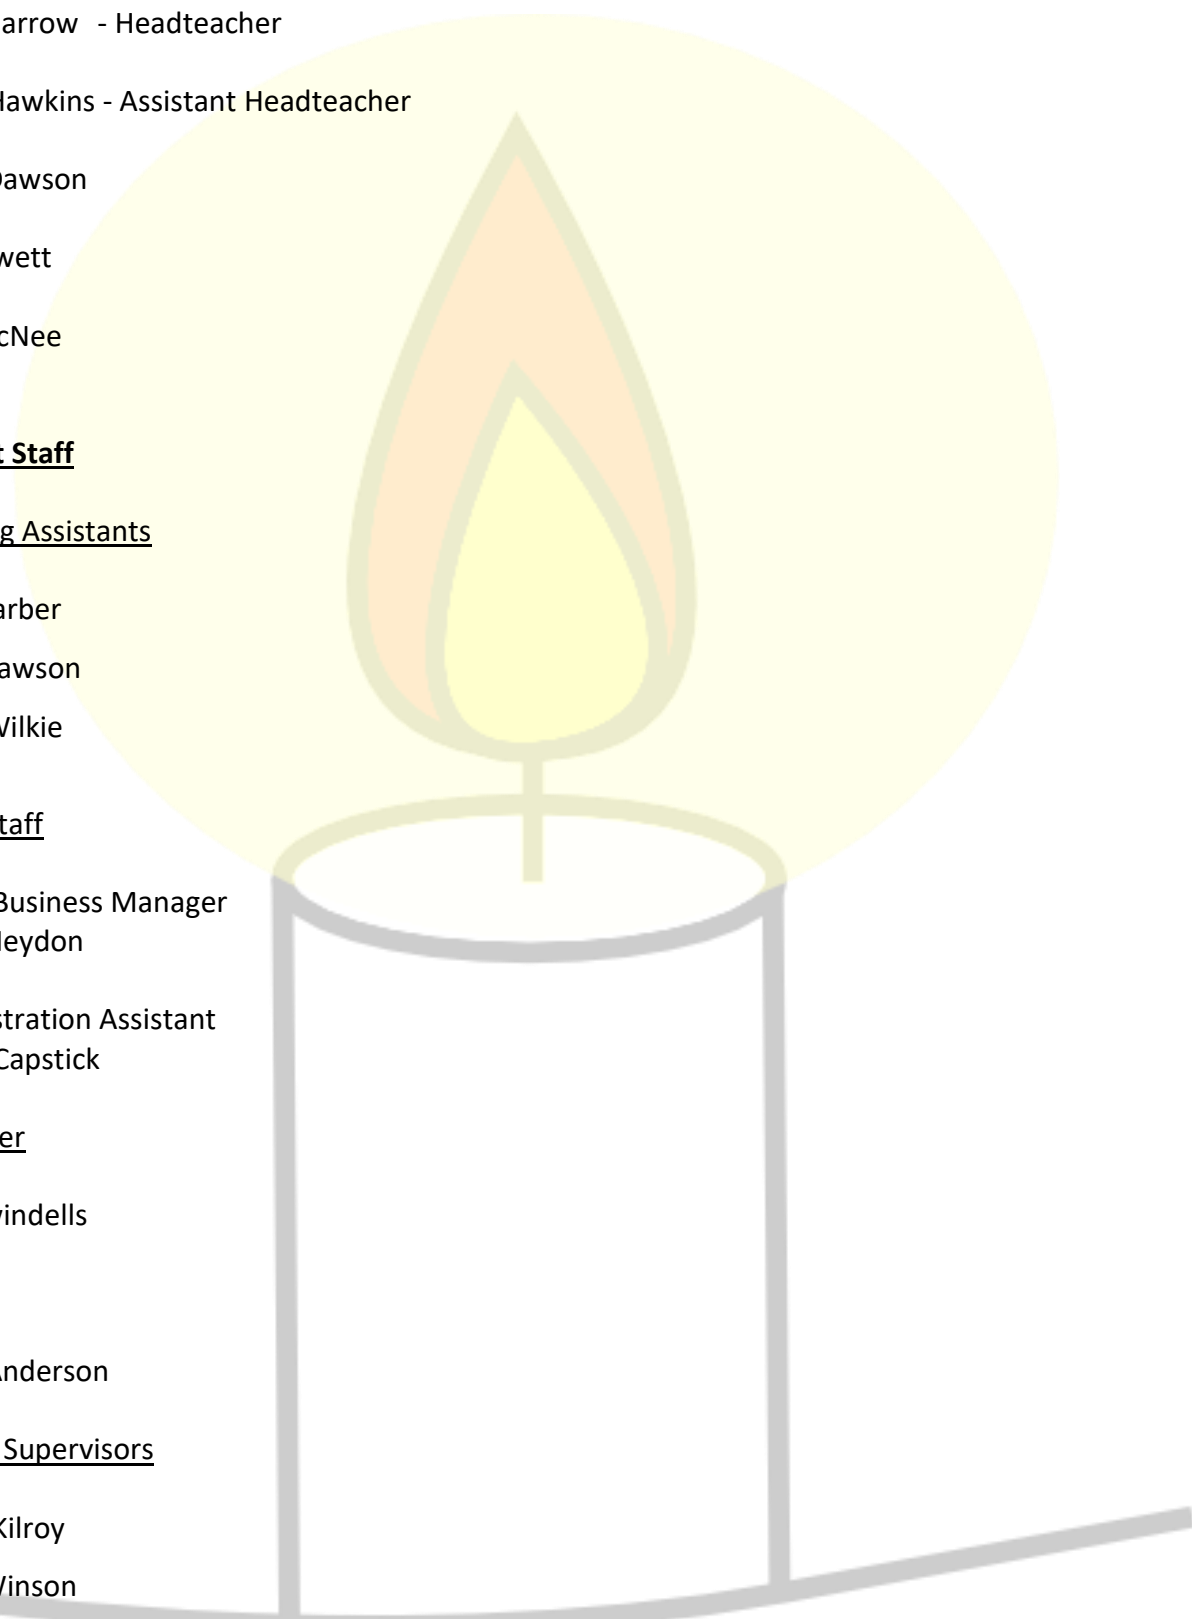 arrow - Headteacher
Hawkins - Assistant Headteacher
Dawson
wett
cNee
t Staff
g Assistants
arber
awson
Wilkie
taff
Business Manager
Heydon
stration Assistant
Capstick
er
windells
Anderson
Supervisors
Kilroy
Vinson